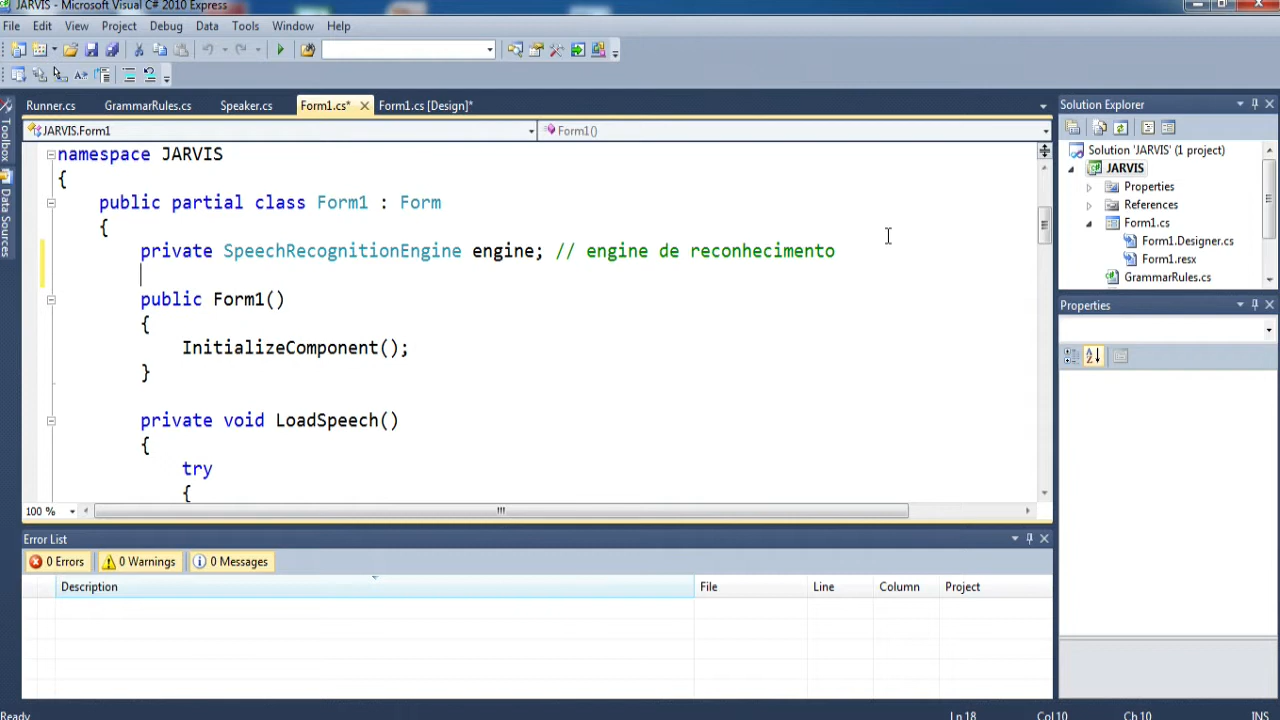 JARVIS - Microsoft Visual C# 2010 Express
File Edit View Project Debug Data Tools Window Help
Runner.cs GrammarRules.cs Speaker.cs Form1.cs* Form1.cs [Design]*
JARVIS.Form1 Form1()
namespace JARVIS
{
public partial class Form1 : Form
{
private SpeechRecognitionEngine engine; // engine de reconhecimento
public Form1()
{
InitializeComponent();
}
private void LoadSpeech()
{
try
{
100 %
Toolbox
Data Sources
Solution Explorer
Solution 'JARVIS' (1 project)
JARVIS
Properties
References
Form1.cs
Form1.Designer.cs
Form1.resx
GrammarRules.cs
Properties
Error List
0 Errors 0 Warnings 0 Messages
Description File Line Column Project
Ready Ln 18 Col 10 Ch 10 INS